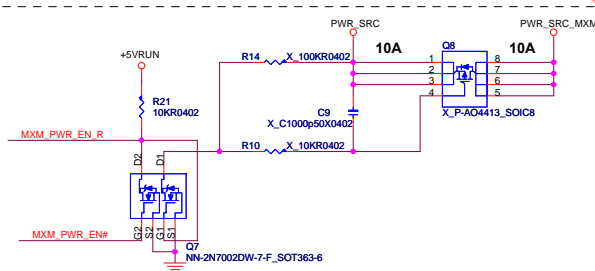 PWR_SRC PWR_SRC_MXM
10A Q8 10A
+5VRUN R14 X_100KR0402 1 8
2 7
3 6
4 5
R21
10KR0402
C9
X_C1000p50X0402
X_P-AO4413_SOIC8
MXM_PWR_EN_R
R10 X_10KR0402
D2 D1
G2 S2 G1 S1
MXM_PWR_EN#
Q7
NN-2N7002DW-7-F_SOT363-6